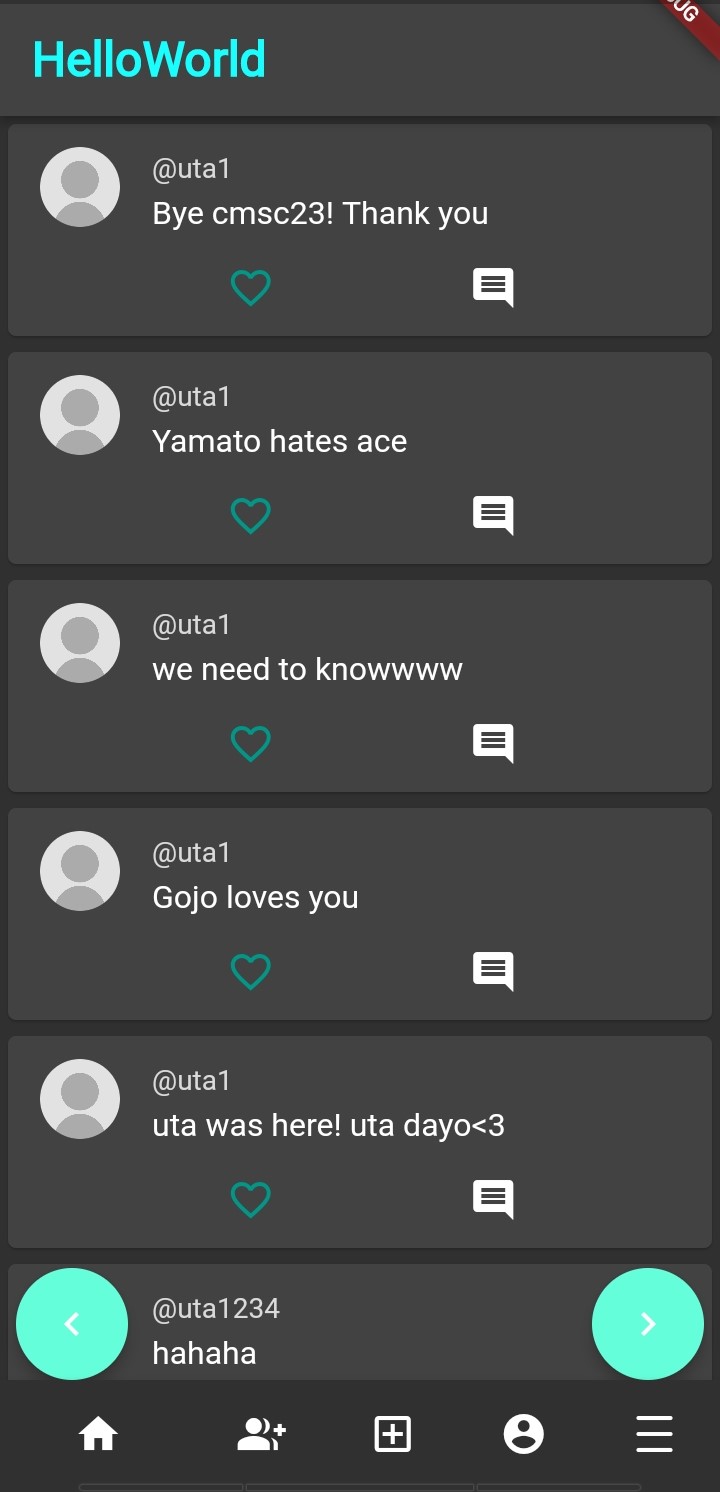 UG
HelloWorld
@uta1
Bye cmsc23! Thank you
@uta1
Yamato hates ace
@uta1
we need to knowwww
@uta1
Gojo loves you
@uta1
uta was here! uta dayo<3
@uta1234
hahaha